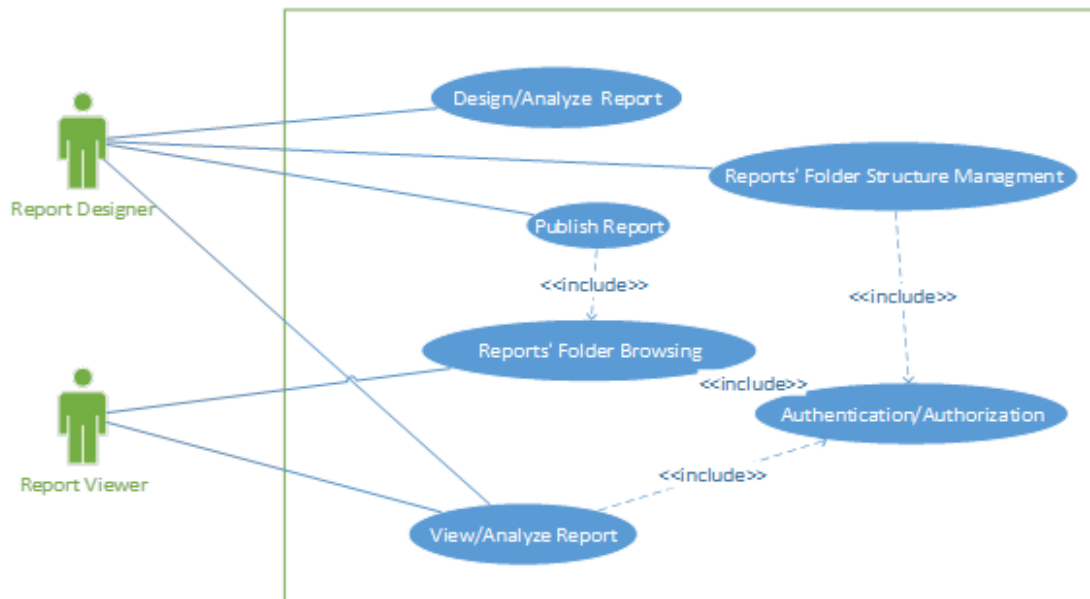 Design/Analyze Report
Reports' Folder Structure Managment
Report Designer
Publish Report
<<include>>
<<include>>
Reports' Folder Browsing
<<include>>
Authentication/Authorization
<<include>>
Report Viewer
View/Analyze Report